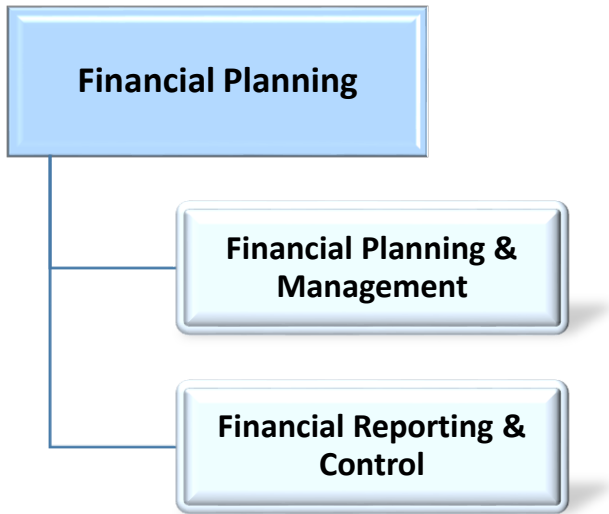 Financial Planning
Financial Planning &
Management
Financial Reporting &
Control